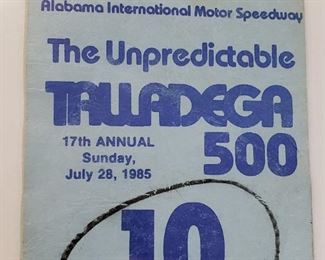 Alabama International Motor Speedway
The Unpredictable
TALLADEGA
17th ANNUAL
500
Sunday,
July 28, 1985
10